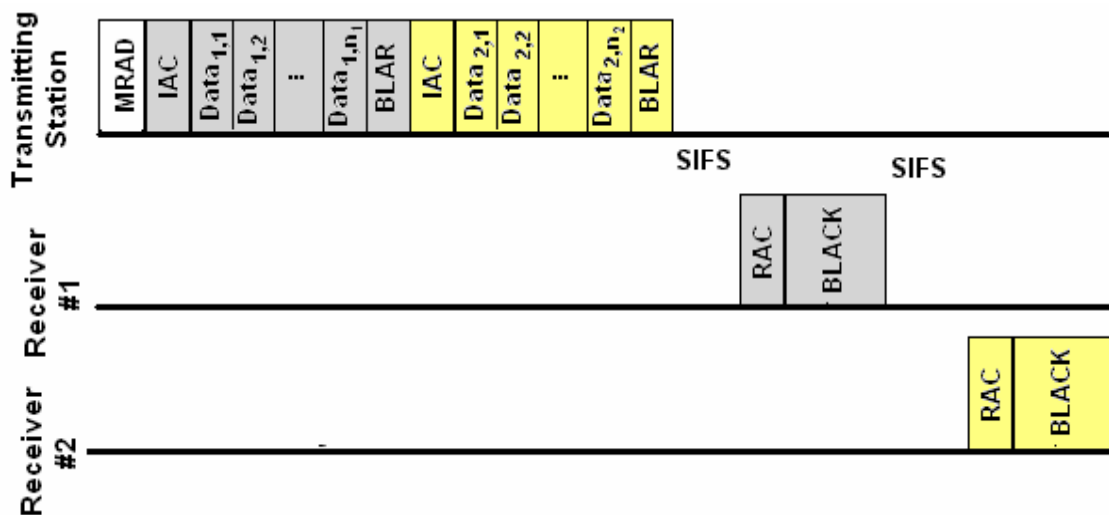 Transmitting
Station
MRAD
IAC
Data1,1
Data1,2
...
Data1,n1
BLAR
IAC
Data2,1
Data2,2
...
Data2,n2
BLAR
SIFS
SIFS
Receiver
#1
RAC
BLACK
Receiver
#2
RAC
BLACK